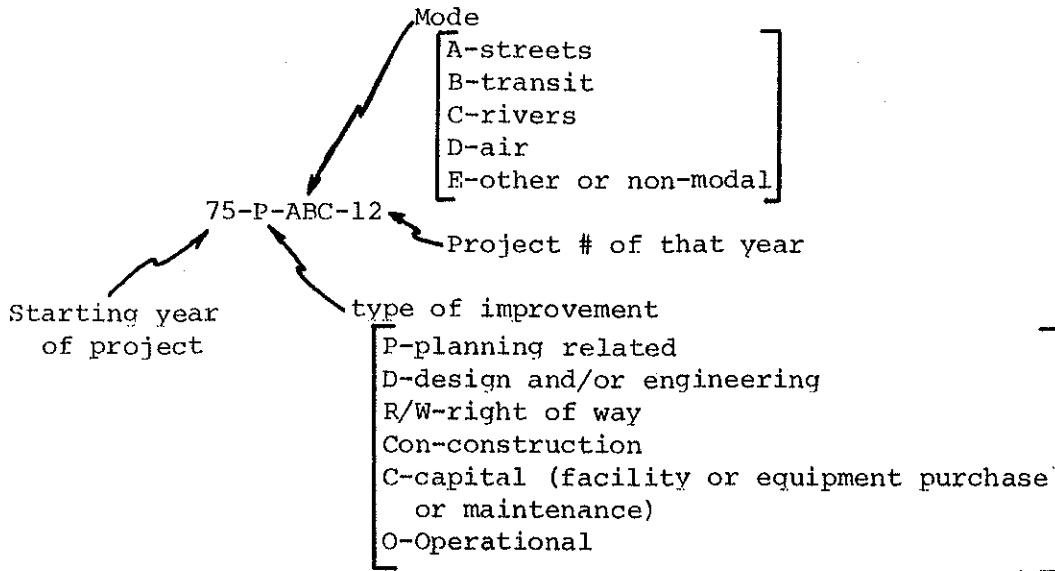 Mode
A-streets
B-transit
C-rivers
D-air
E-other or non-modal
75-P-ABC-12
Project # of that year
Starting year
of project
type of improvement
P-planning related
D-design and/or engineering
R/W-right of way
Con-construction
C-capital (facility or equipment purchase
or maintenance)
O-Operational